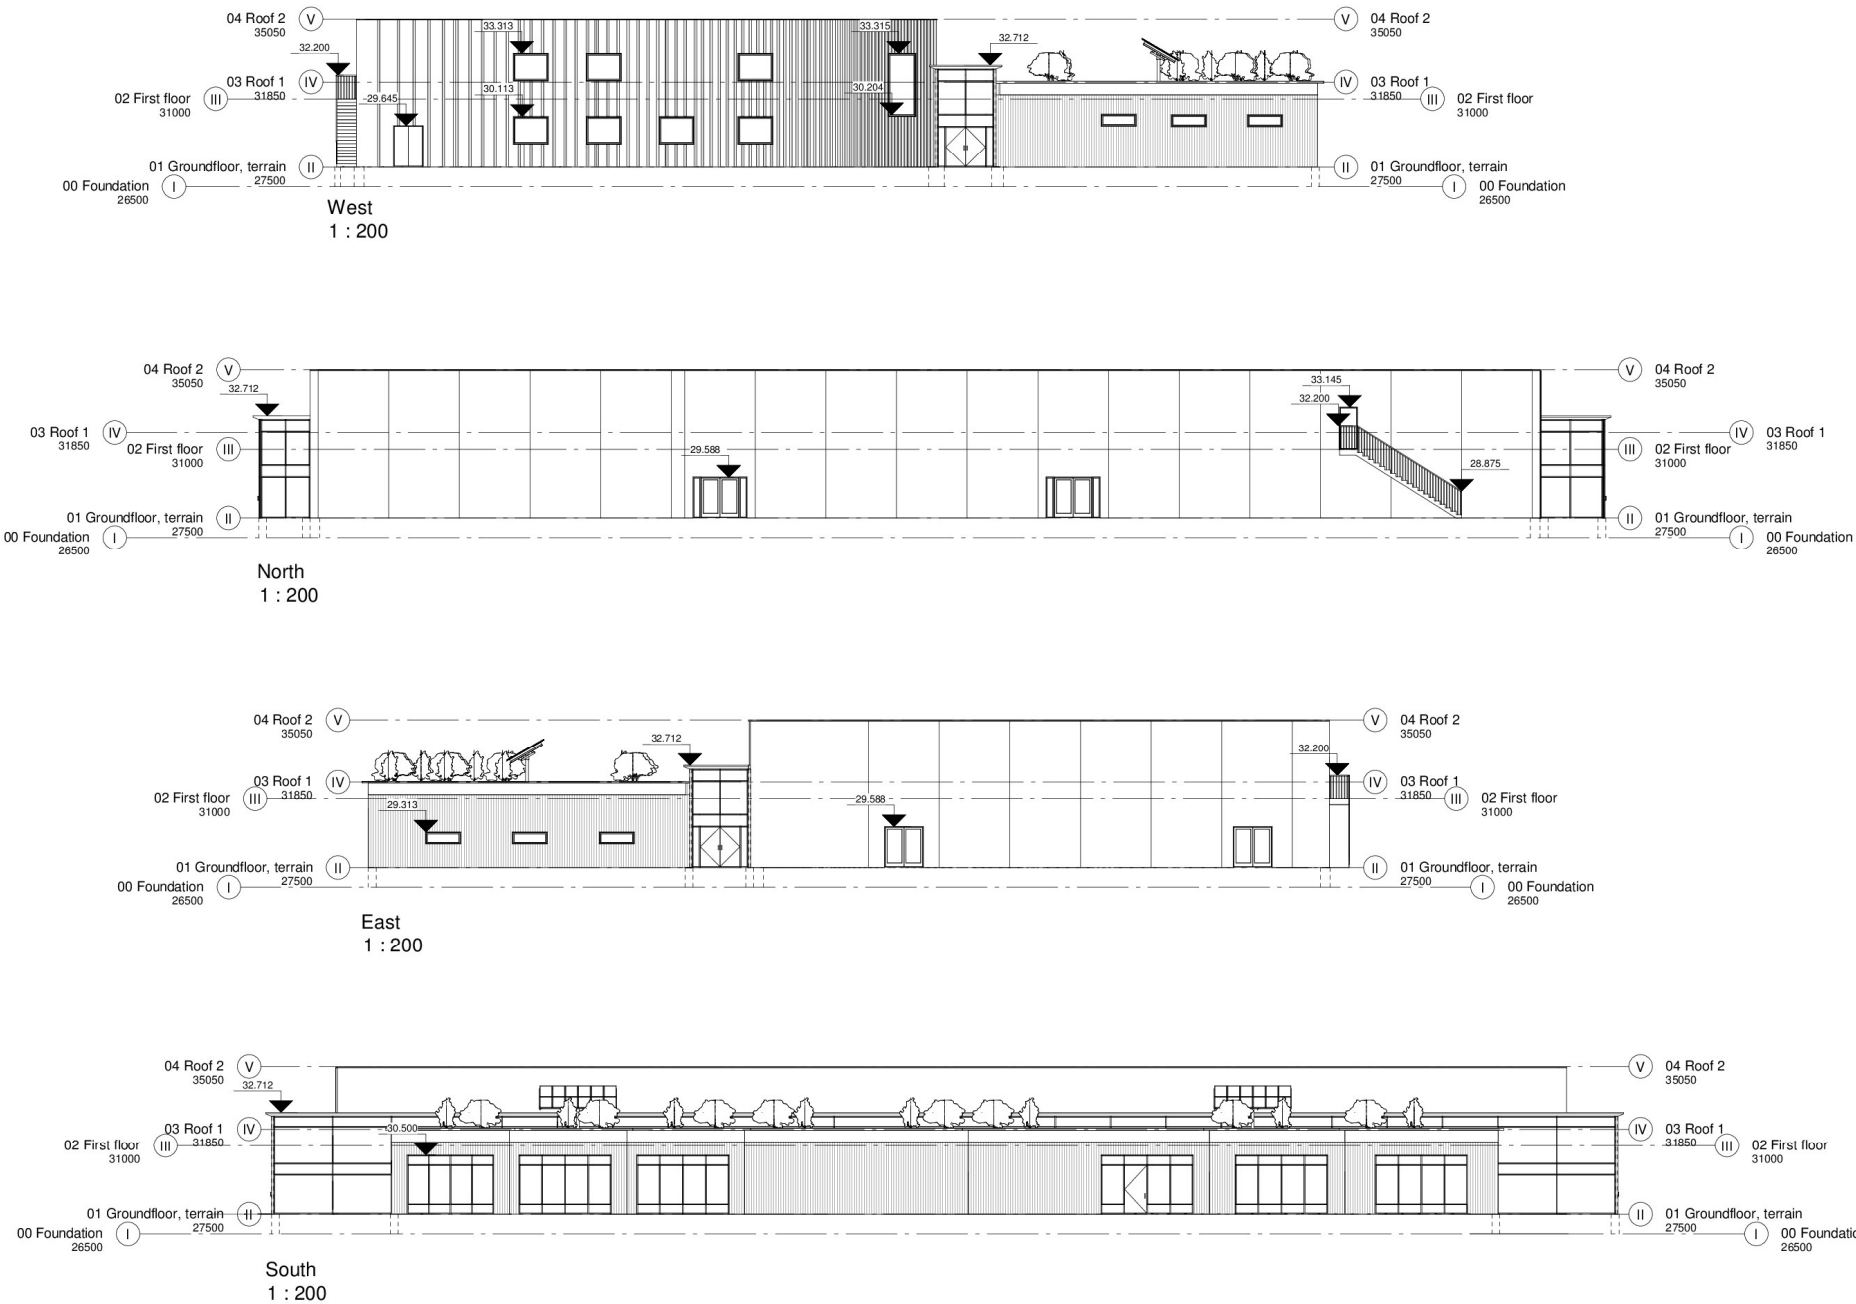 04 Roof 2 V V 04 Roof 2
35050 35050
33.313 33.315
32.200 32.712
03 Roof 1 IV IV 03 Roof 1
31850 31850
30.113 30.204
02 First floor III 29.645 III 02 First floor
31000 31000
01 Groundfloor, terrain II II 01 Groundfloor, terrain
27500 27500
00 Foundation I I 00 Foundation
26500 26500
West
1 : 200
04 Roof 2 V V 04 Roof 2
35050 35050
33.145
32.712
32.200
03 Roof 1 IV IV 03 Roof 1
31850 31850
02 First floor III III 02 First floor
31000 31000
29.588
28.875
01 Groundfloor, terrain II II 01 Groundfloor, terrain
27500 27500
00 Foundation I I 00 Foundation
26500 26500
North
1 : 200
04 Roof 2 V V 04 Roof 2
35050 35050
32.712
32.200
03 Roof 1 IV IV 03 Roof 1
31850 31850
02 First floor III III 02 First floor
31000 31000
29.313 29.588
01 Groundfloor, terrain II II 01 Groundfloor, terrain
27500 27500
00 Foundation I I 00 Foundation
26500 26500
East
1 : 200
04 Roof 2 V V 04 Roof 2
35050 35050
32.712
03 Roof 1 IV IV 03 Roof 1
31850 31850
30.500
02 First floor III III 02 First floor
31000 31000
01 Groundfloor, terrain II II 01 Groundfloor, terrain
27500 27500
00 Foundation I I 00 Foundatio
26500 26500
South
1 : 200